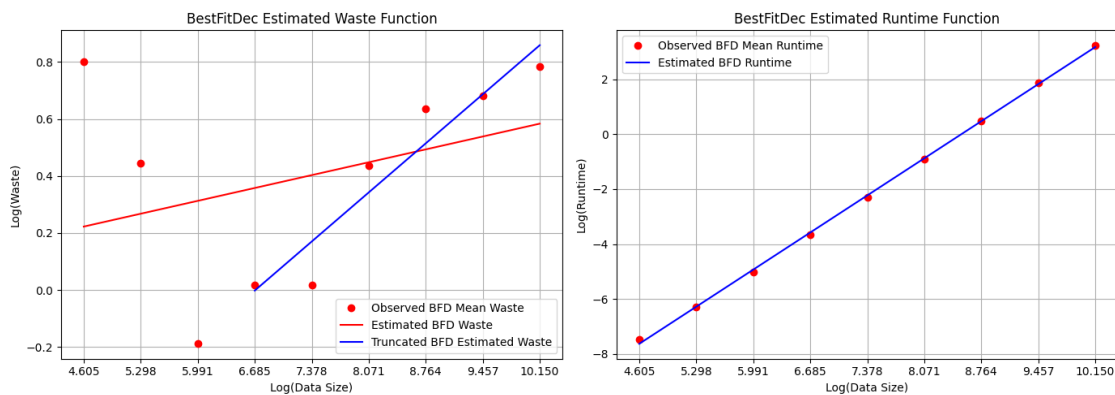 BestFitDec Estimated Waste Function
Log(Waste)
0.8
0.6
0.4
0.2
0.0
−0.2
Observed BFD Mean Waste
Estimated BFD Waste
Truncated BFD Estimated Waste
4.605 5.298 5.991 6.685 7.378 8.071 8.764 9.457 10.150
Log(Data Size)
BestFitDec Estimated Runtime Function
Observed BFD Mean Runtime
Estimated BFD Runtime
Log(Runtime)
2
0
−2
−4
−6
−8
4.605 5.298 5.991 6.685 7.378 8.071 8.764 9.457 10.150
Log(Data Size)